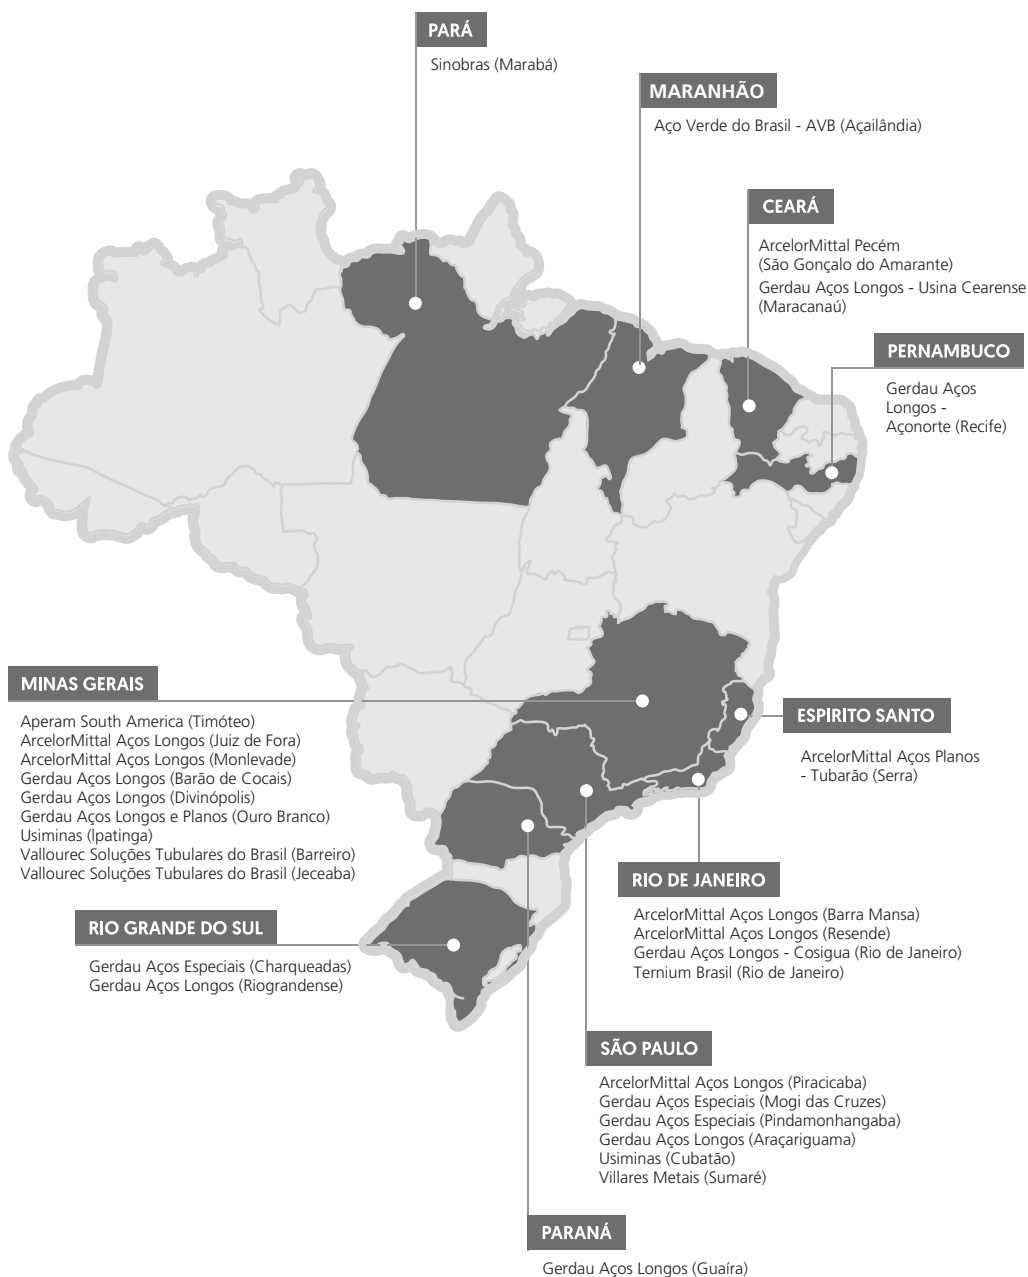 PARÁ
Sinobras (Marabá)
MARANHÃO
Aço Verde do Brasil - AVB (Açailândia)
CEARÁ
ArcelorMittal Pecém
(São Gonçalo do Amarante)
Gerdau Aços Longos - Usina Cearense
(Maracanaú)
PERNAMBUCO
Gerdau Aços
Longos -
Açonorte (Recife)
MINAS GERAIS
Aperam South America (Timóteo)
ArcelorMittal Aços Longos (Juiz de Fora)
ArcelorMittal Aços Longos (Monlevade)
Gerdau Aços Longos (Barão de Cocais)
Gerdau Aços Longos (Divinópolis)
Gerdau Aços Longos e Planos (Ouro Branco)
Usiminas (Ipatinga)
Vallourec Soluções Tubulares do Brasil (Barreiro)
Vallourec Soluções Tubulares do Brasil (Jeceaba)
ESPIRITO SANTO
ArcelorMittal Aços Planos
- Tubarão (Serra)
RIO DE JANEIRO
ArcelorMittal Aços Longos (Barra Mansa)
ArcelorMittal Aços Longos (Resende)
Gerdau Aços Longos - Cosigua (Rio de Janeiro)
Ternium Brasil (Rio de Janeiro)
RIO GRANDE DO SUL
Gerdau Aços Especiais (Charqueadas)
Gerdau Aços Longos (Riograndense)
SÃO PAULO
ArcelorMittal Aços Longos (Piracicaba)
Gerdau Aços Especiais (Mogi das Cruzes)
Gerdau Aços Especiais (Pindamonhangaba)
Gerdau Aços Longos (Araçariguama)
Usiminas (Cubatão)
Villares Metais (Sumaré)
PARANÁ
Gerdau Aços Longos (Guaíra)